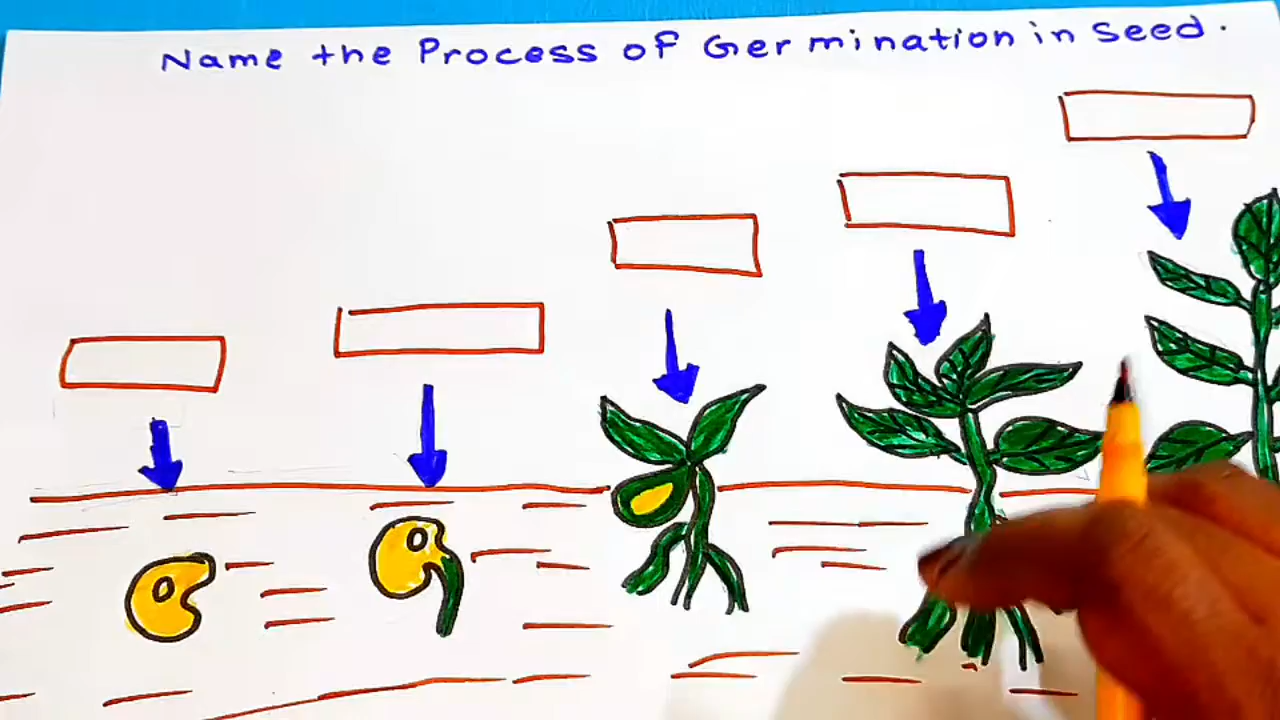 Name the Process of Germination in Seed.